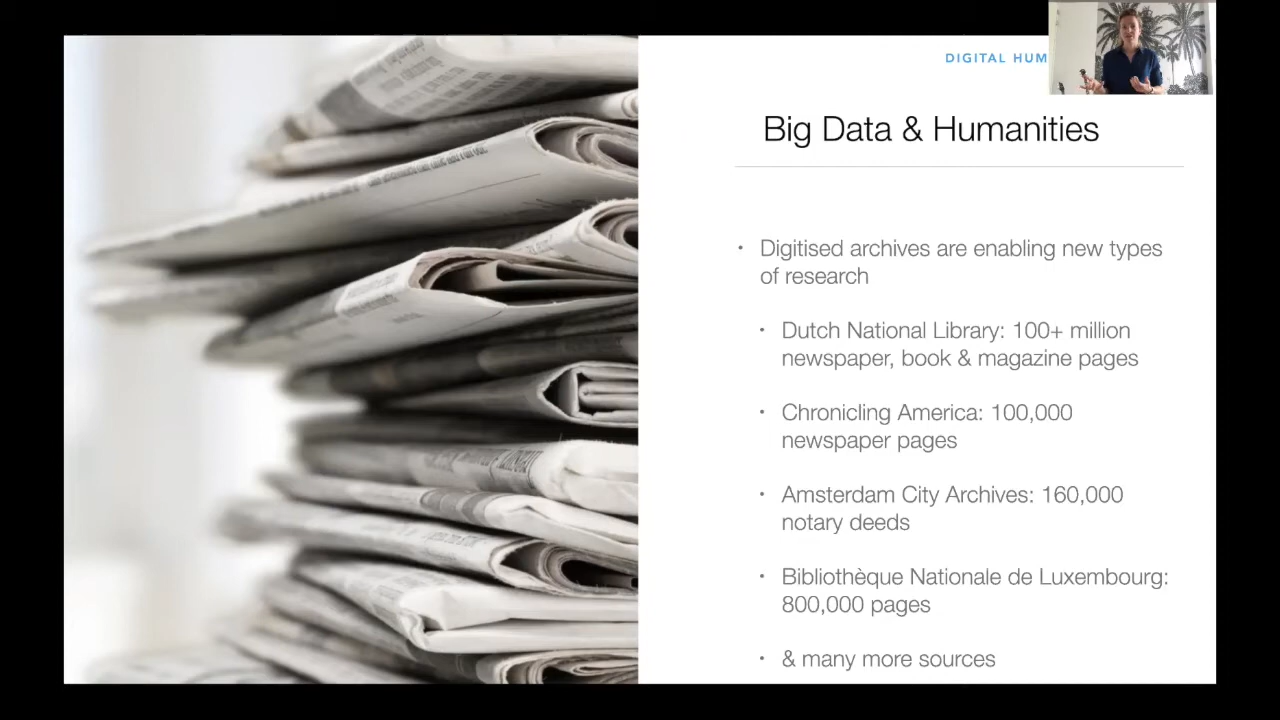 DIGITAL HUM
Big Data & Humanities
• Digitised archives are enabling new types
of research
• Dutch National Library: 100+ million
newspaper, book & magazine pages
• Chronicling America: 100,000
newspaper pages
• Amsterdam City Archives: 160,000
notary deeds
• Bibliothèque Nationale de Luxembourg:
800,000 pages
• & many more sources